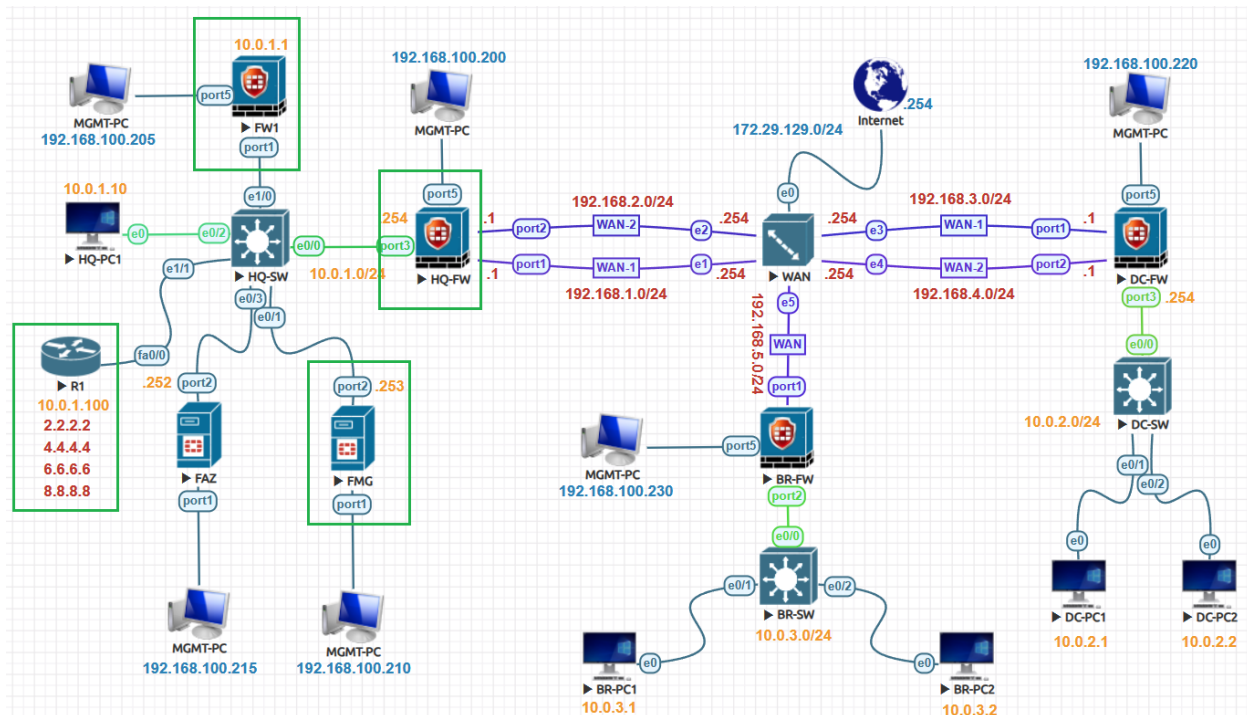 10.0.1.1
port5
MGMT-PC
192.168.100.205
FW1
port1
192.168.100.200
MGMT-PC
port5
Internet
.254
172.29.129.0/24
192.168.100.220
MGMT-PC
port5
10.0.1.10
HQ-PC1
e0
e0/2
e1/0
HQ-SW
e0/0
10.0.1.0/24
.254
port3
HQ-FW
.1
port2
192.168.2.0/24
WAN-2
e2
.254
.1
port1
WAN-1
192.168.1.0/24
e1
.254
e0
WAN
.254
e3
192.168.3.0/24
WAN-1
port1
.1
.254
e4
WAN-2
192.168.4.0/24
port2
.1
DC-FW
port3
.254
e0/0
DC-SW
10.0.2.0/24
e0/1
e0/2
e0
e0
DC-PC1
10.0.2.1
DC-PC2
10.0.2.2
e1/1
e0/3
e0/1
fa0/0
R1
10.0.1.100
2.2.2.2
4.4.4.4
6.6.6.6
8.8.8.8
.252
port2
FAZ
port1
MGMT-PC
192.168.100.215
port2
.253
FMG
port1
MGMT-PC
192.168.100.210
e5
192.168.5.0/24
WAN
port1
MGMT-PC
192.168.100.230
port5
BR-FW
port2
e0/0
e0/1
e0/2
BR-SW
10.0.3.0/24
e0
BR-PC1
10.0.3.1
e0
BR-PC2
10.0.3.2